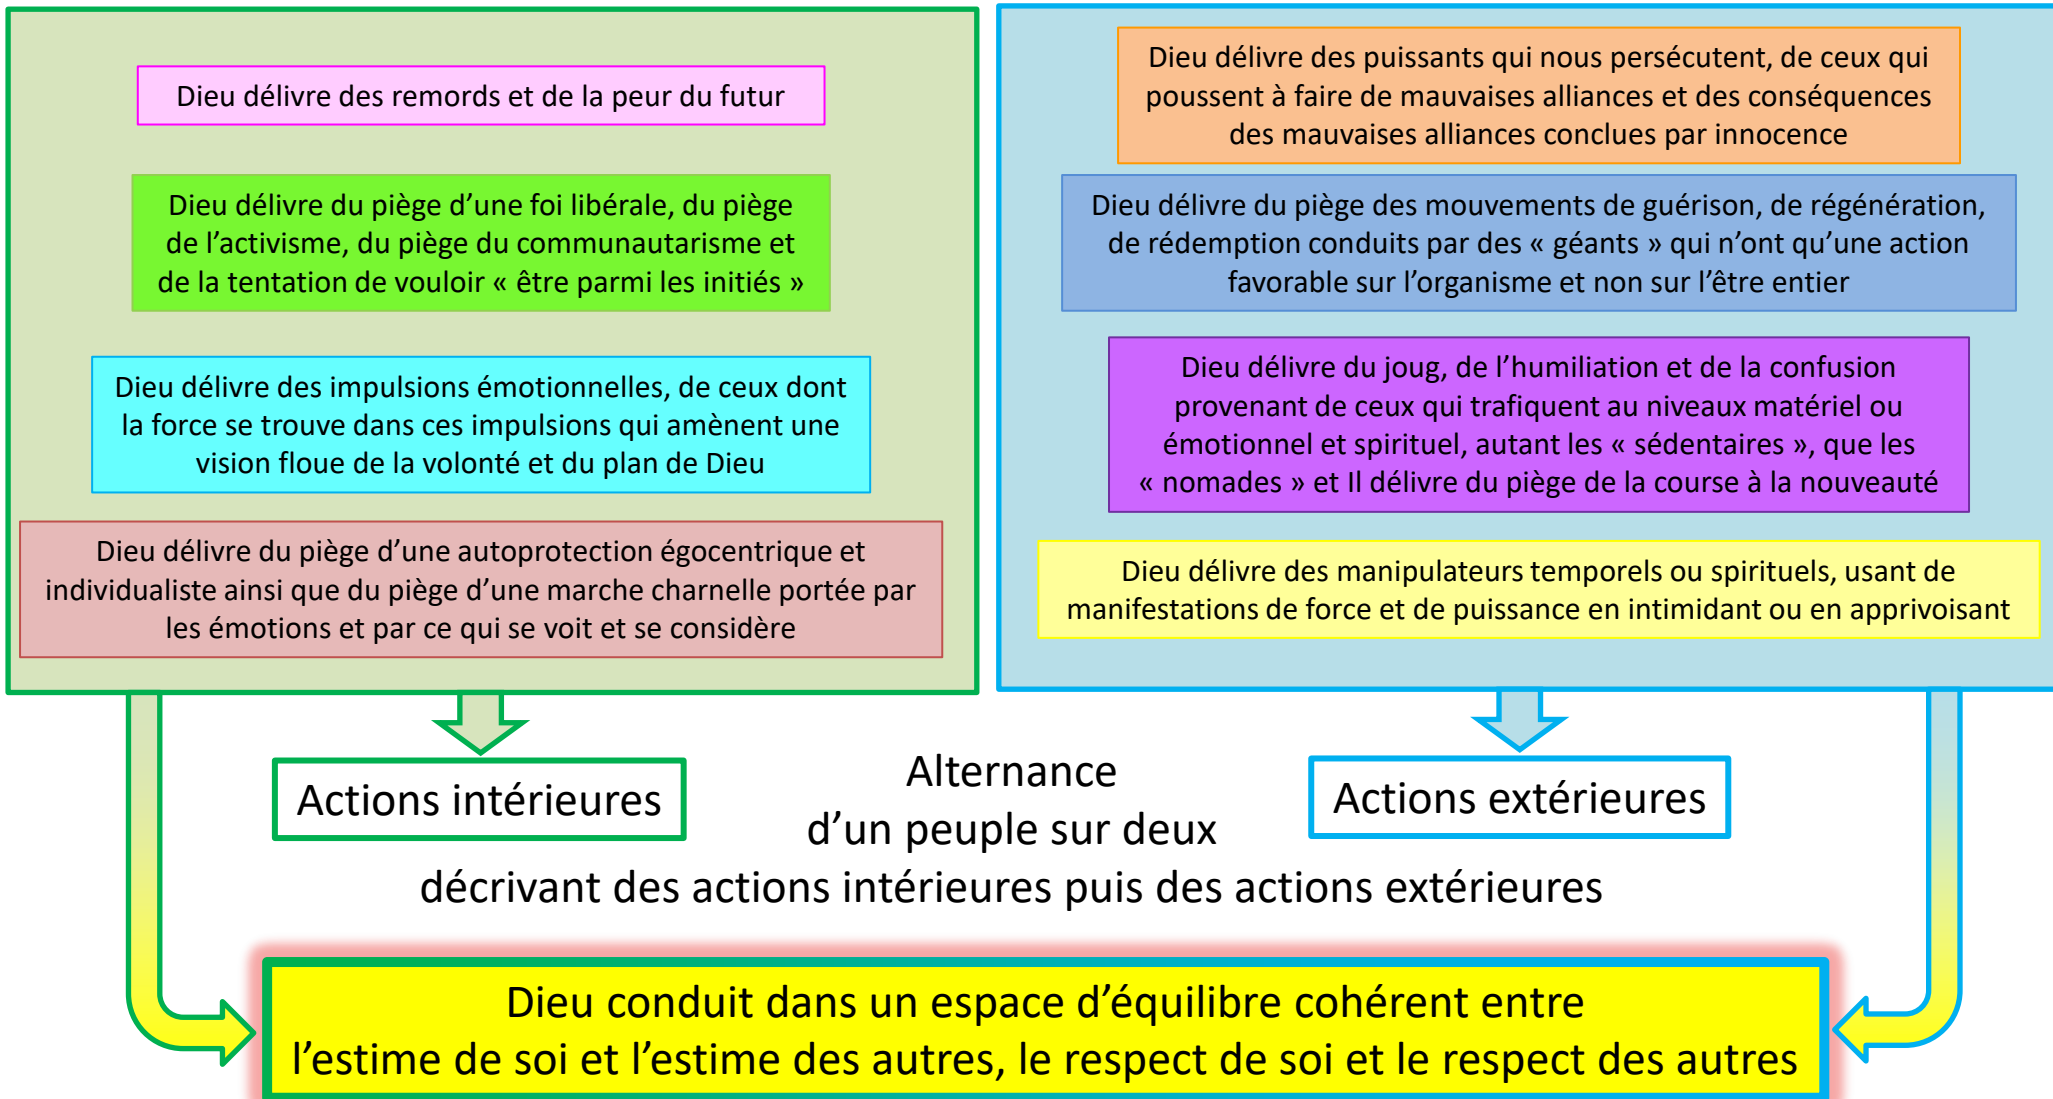 Dieu délivre des remords et de la peur du futur
Dieu délivre du piège d’une foi libérale, du piège
de l’activisme, du piège du communautarisme et
de la tentation de vouloir « être parmi les initiés »
Dieu délivre des impulsions émotionnelles, de ceux dont
la force se trouve dans ces impulsions qui amènent une
vision floue de la volonté et du plan de Dieu
Dieu délivre du piège d’une autoprotection égocentrique et
individualiste ainsi que du piège d’une marche charnelle portée par
les émotions et par ce qui se voit et se considère
Dieu délivre des puissants qui nous persécutent, de ceux qui
poussent à faire de mauvaises alliances et des conséquences
des mauvaises alliances conclues par innocence
Dieu délivre du piège des mouvements de guérison, de régénération,
de rédemption conduits par des « géants » qui n’ont qu’une action
favorable sur l’organisme et non sur l’être entier
Dieu délivre du joug, de l’humiliation et de la confusion
provenant de ceux qui trafiquent au niveaux matériel ou
émotionnel et spirituel, autant les « sédentaires », que les
« nomades » et Il délivre du piège de la course à la nouveauté
Dieu délivre des manipulateurs temporels ou spirituels, usant de
manifestations de force et de puissance en intimidant ou en apprivoisant
Actions intérieures
Actions extérieures
Alternance
d’un peuple sur deux
décrivant des actions intérieures puis des actions extérieures
Dieu conduit dans un espace d’équilibre cohérent entre
l’estime de soi et l’estime des autres, le respect de soi et le respect des autres